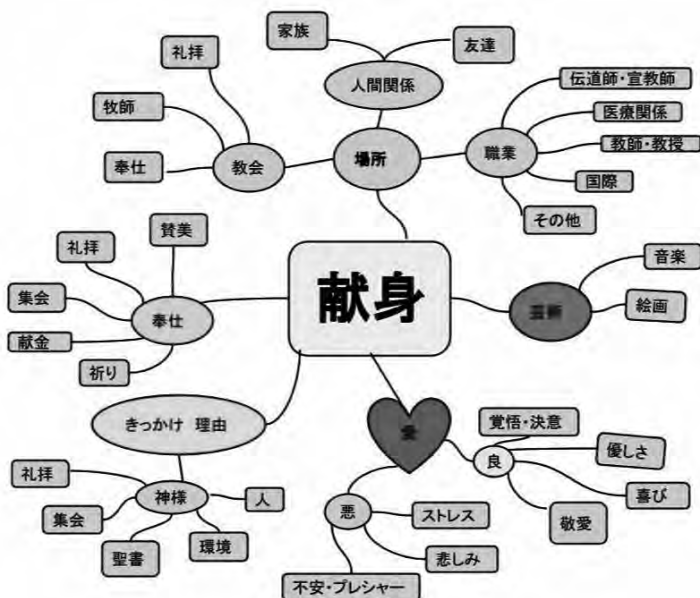 家族
友達
人間関係
礼拝
牧師
奉仕
教会
場所
職業
伝道師・宣教師
医療関係
教師・教授
国際
その他
献身
賛美
礼拝
集会
献金
祈り
奉仕
芸術
音楽
絵画
きっかけ 理由
神様
礼拝
集会
聖書
環境
人
愛
良
覚悟・決意
優しさ
喜び
敬愛
悪
ストレス
悲しみ
不安・プレシャー